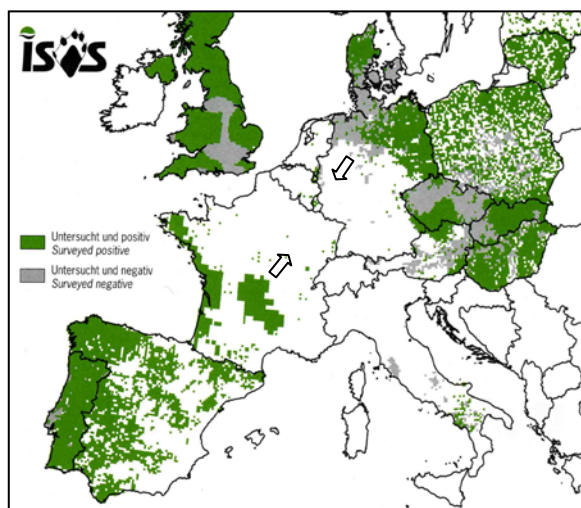 isos
Untersucht und positiv
Surveyed positive
Untersucht und negativ
Surveyed negative